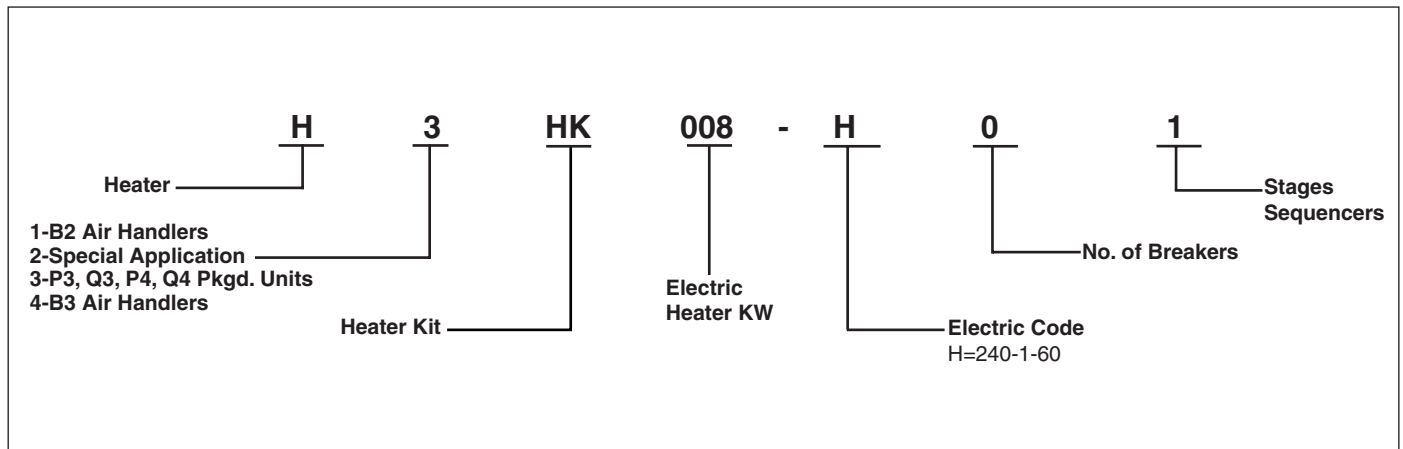 H 3 HK 008 - H 0 1
Heater
1-B2 Air Handlers
2-Special Application
3-P3, Q3, P4, Q4 Pkgd. Units
4-B3 Air Handlers
Heater Kit
Electric
Heater KW
Electric Code
H=240-1-60
No. of Breakers
Stages
Sequencers